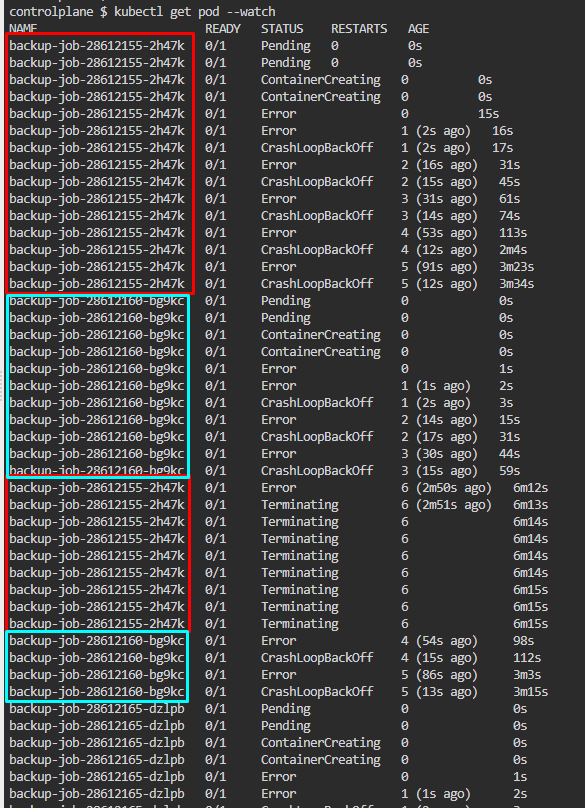 controlplane $ kubectl get pod --watch
NAME READY STATUS RESTARTS AGE
backup-job-28612155-2h47k 0/1 Pending 0 0s
backup-job-28612155-2h47k 0/1 Pending 0 0s
backup-job-28612155-2h47k 0/1 ContainerCreating 0 0s
backup-job-28612155-2h47k 0/1 ContainerCreating 0 0s
backup-job-28612155-2h47k 0/1 Error 0 15s
backup-job-28612155-2h47k 0/1 Error 1 (2s ago) 16s
backup-job-28612155-2h47k 0/1 CrashLoopBackOff 1 (2s ago) 17s
backup-job-28612155-2h47k 0/1 Error 2 (16s ago) 31s
backup-job-28612155-2h47k 0/1 CrashLoopBackOff 2 (15s ago) 45s
backup-job-28612155-2h47k 0/1 Error 3 (31s ago) 61s
backup-job-28612155-2h47k 0/1 CrashLoopBackOff 3 (14s ago) 74s
backup-job-28612155-2h47k 0/1 Error 4 (53s ago) 113s
backup-job-28612155-2h47k 0/1 CrashLoopBackOff 4 (12s ago) 2m4s
backup-job-28612155-2h47k 0/1 Error 5 (91s ago) 3m23s
backup-job-28612155-2h47k 0/1 CrashLoopBackOff 5 (12s ago) 3m34s
backup-job-28612160-bg9kc 0/1 Pending 0 0s
backup-job-28612160-bg9kc 0/1 Pending 0 0s
backup-job-28612160-bg9kc 0/1 ContainerCreating 0 0s
backup-job-28612160-bg9kc 0/1 ContainerCreating 0 0s
backup-job-28612160-bg9kc 0/1 Error 0 1s
backup-job-28612160-bg9kc 0/1 Error 1 (1s ago) 2s
backup-job-28612160-bg9kc 0/1 CrashLoopBackOff 1 (2s ago) 3s
backup-job-28612160-bg9kc 0/1 Error 2 (14s ago) 15s
backup-job-28612160-bg9kc 0/1 CrashLoopBackOff 2 (17s ago) 31s
backup-job-28612160-bg9kc 0/1 Error 3 (30s ago) 44s
backup-job-28612160-bg9kc 0/1 CrashLoopBackOff 3 (15s ago) 59s
backup-job-28612155-2h47k 0/1 Error 6 (2m50s ago) 6m12s
backup-job-28612155-2h47k 0/1 Terminating 6 (2m51s ago) 6m13s
backup-job-28612155-2h47k 0/1 Terminating 6 6m14s
backup-job-28612155-2h47k 0/1 Terminating 6 6m14s
backup-job-28612155-2h47k 0/1 Terminating 6 6m14s
backup-job-28612155-2h47k 0/1 Terminating 6 6m14s
backup-job-28612155-2h47k 0/1 Terminating 6 6m15s
backup-job-28612155-2h47k 0/1 Terminating 6 6m15s
backup-job-28612155-2h47k 0/1 Terminating 6 6m15s
backup-job-28612160-bg9kc 0/1 Error 4 (54s ago) 98s
backup-job-28612160-bg9kc 0/1 CrashLoopBackOff 4 (15s ago) 112s
backup-job-28612160-bg9kc 0/1 Error 5 (86s ago) 3m3s
backup-job-28612160-bg9kc 0/1 CrashLoopBackOff 5 (13s ago) 3m15s
backup-job-28612165-dzlpb 0/1 Pending 0 0s
backup-job-28612165-dzlpb 0/1 Pending 0 0s
backup-job-28612165-dzlpb 0/1 ContainerCreating 0 0s
backup-job-28612165-dzlpb 0/1 ContainerCreating 0 0s
backup-job-28612165-dzlpb 0/1 Error 0 1s
backup-job-28612165-dzlpb 0/1 Error 1 (1s ago) 2s
backup-job-28612165-dzlpb 0/1 CrashLoopBackOff